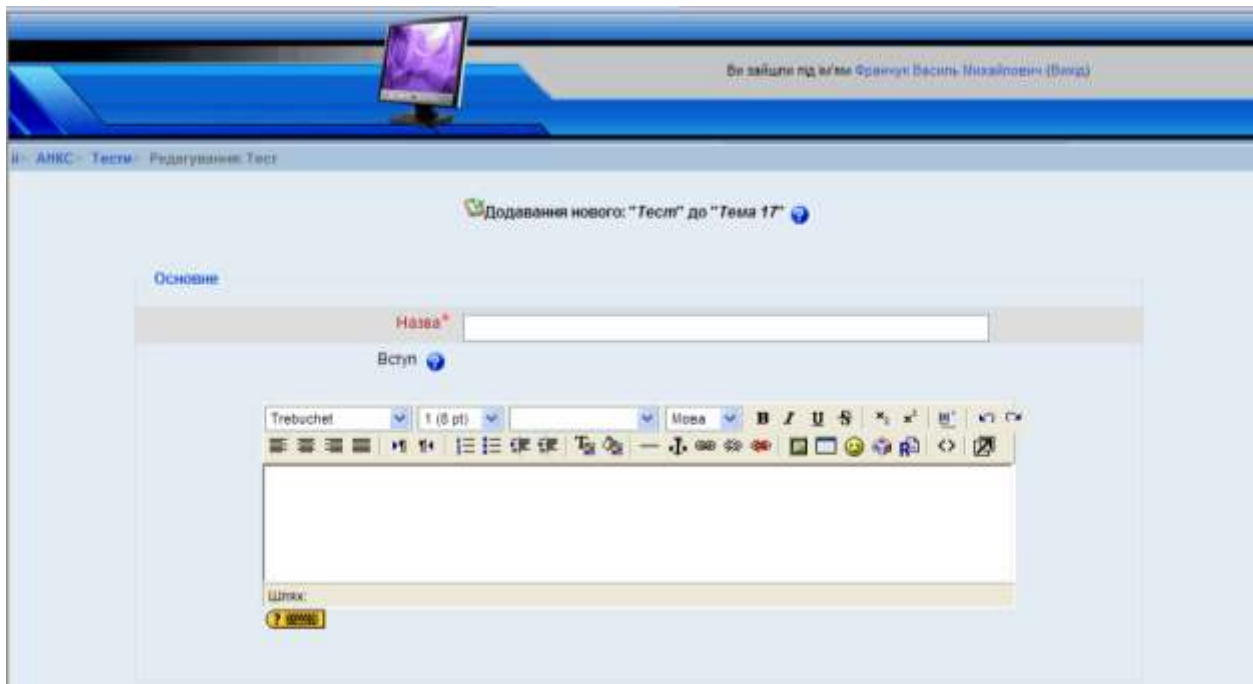 Ви зайшли під ім'ям Франчук Василь Михайлович (Вихід)
АНКС Тести Редагування: Тест
Додавання нового: "Тест" до "Тема 17"
Основне
Назва*
Вступ
Trebuchet 1 (8 pt) Мова B I U S
Шлях: